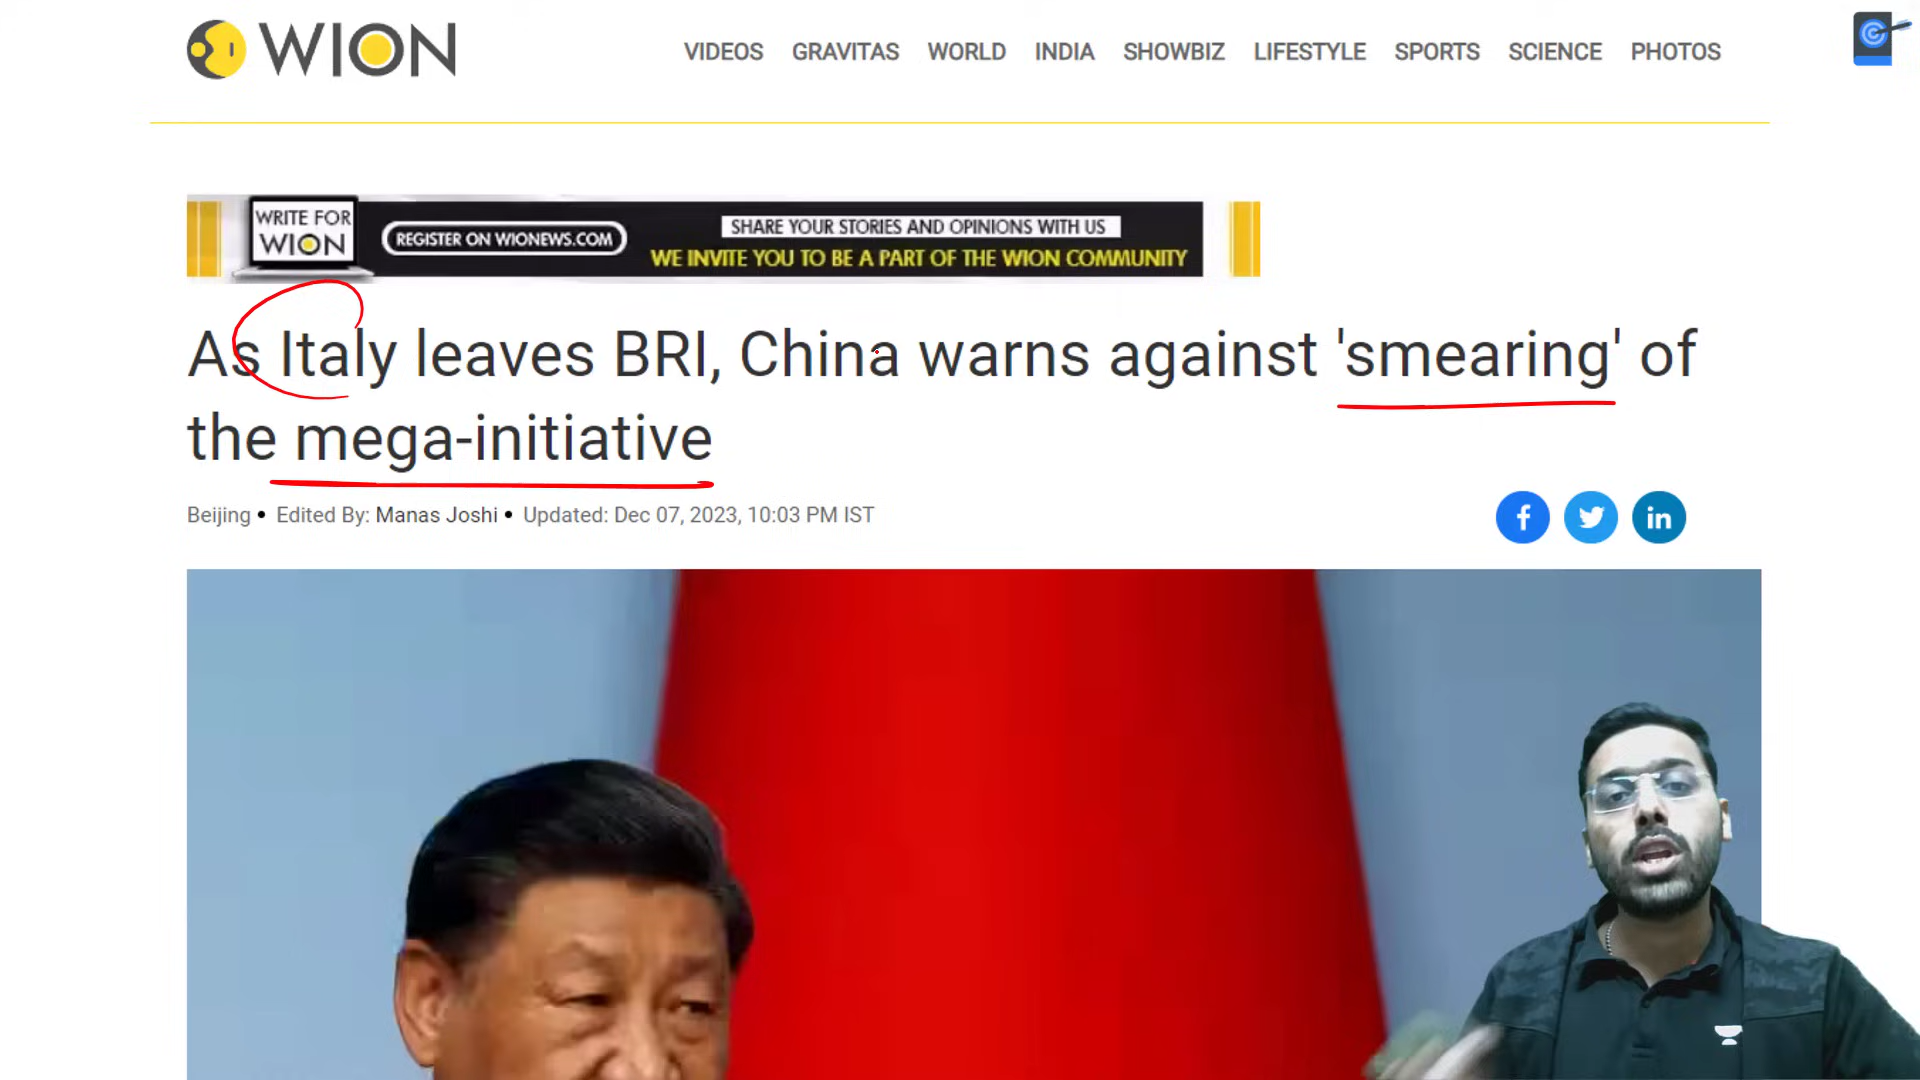 WION
VIDEOS GRAVITAS WORLD INDIA SHOWBIZ LIFESTYLE SPORTS SCIENCE PHOTOS
WRITE FOR
WION
REGISTER ON WIONEWS.COM
SHARE YOUR STORIES AND OPINIONS WITH US
WE INVITE YOU TO BE A PART OF THE WION COMMUNITY
As Italy leaves BRI, China warns against 'smearing' of
the mega-initiative
Beijing • Edited By: Manas Joshi • Updated: Dec 07, 2023, 10:03 PM IST
f
in